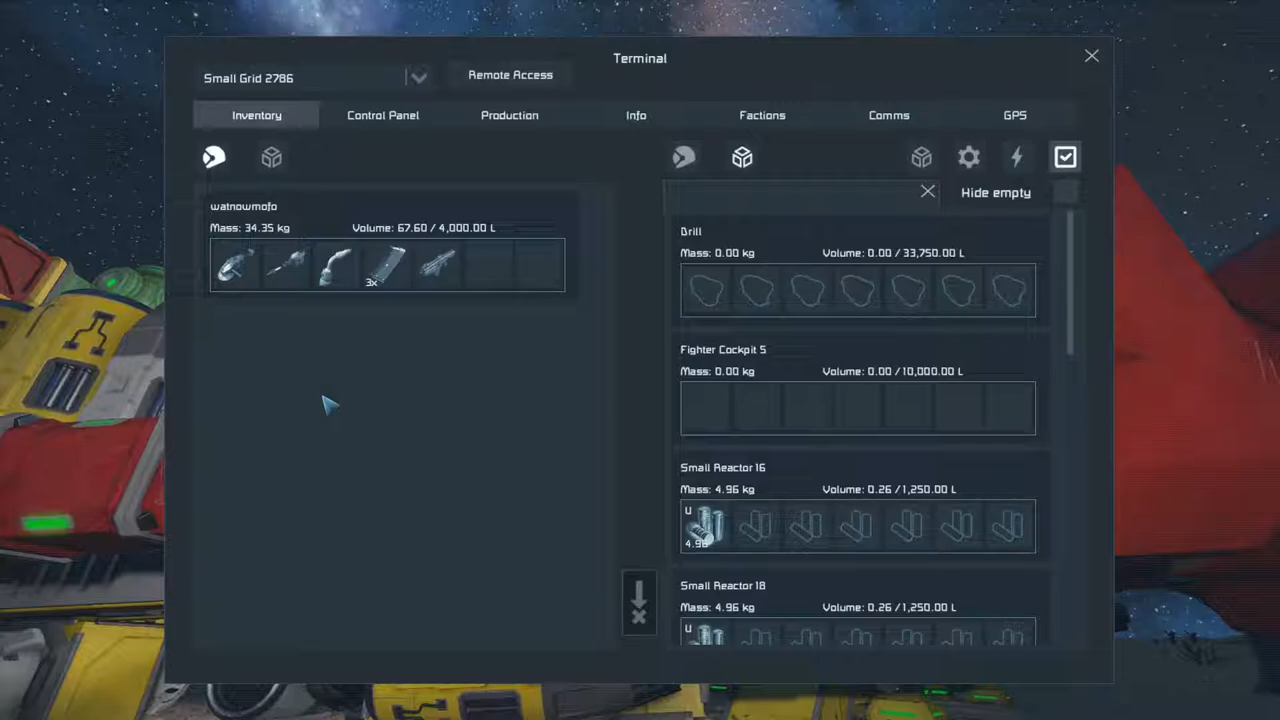 Terminal
Small Grid 2786
Remote Access
Inventory
Control Panel
Production
Info
Factions
Comms
GPS
Hide empty
watnowmofo
Mass: 34.35 kg Volume: 67.60 / 4,000.00 L
3x
Drill
Mass: 0.00 kg Volume: 0.00 / 33,750.00 L
Fighter Cockpit 5
Mass: 0.00 kg Volume: 0.00 / 10,000.00 L
Small Reactor 16
Mass: 4.96 kg Volume: 0.26 / 1,250.00 L
U
4.96
Small Reactor 18
Mass: 4.96 kg Volume: 0.26 / 1,250.00 L
U